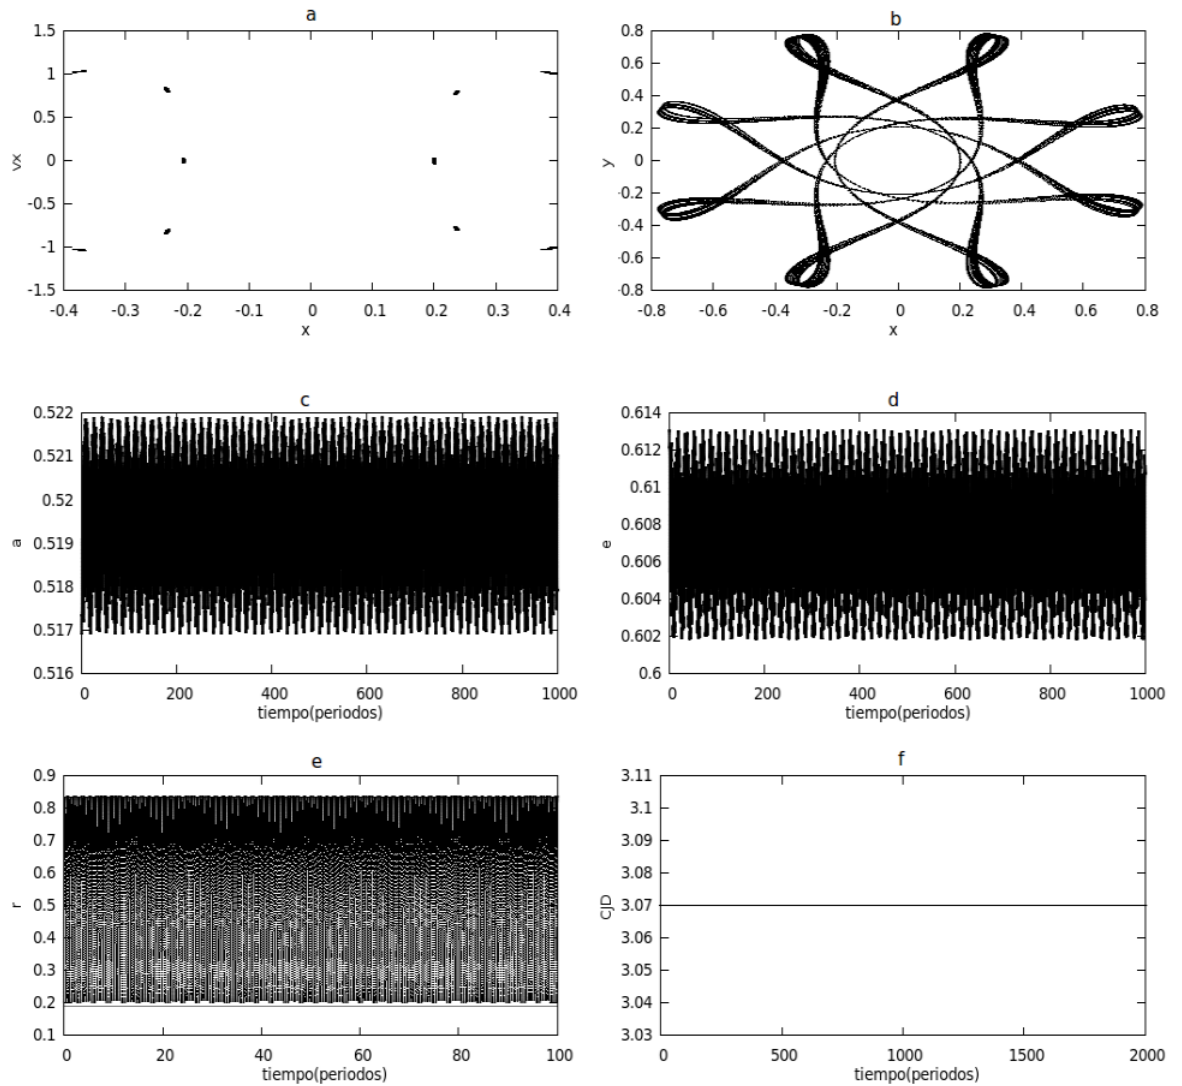 a
1.5
1
0.5
0
-0.5
-1
-1.5
vx
-0.4 -0.3 -0.2 -0.1 0 0.1 0.2 0.3 0.4
x
b
0.8
0.6
0.4
0.2
0
-0.2
-0.4
-0.6
-0.8
y
-0.8 -0.6 -0.4 -0.2 0 0.2 0.4 0.6 0.8
x
c
0.522
0.521
0.52
0.519
0.518
0.517
0.516
a
0 200 400 600 800 1000
tiempo(periodos)
d
0.614
0.612
0.61
0.608
0.606
0.604
0.602
0.6
e
0 200 400 600 800 1000
tiempo(periodos)
e
0.9
0.8
0.7
0.6
0.5
0.4
0.3
0.2
0.1
r
0 20 40 60 80 100
tiempo(periodos)
f
3.11
3.1
3.09
3.08
3.07
3.06
3.05
3.04
3.03
CJD
0 500 1000 1500 2000
tiempo(periodos)